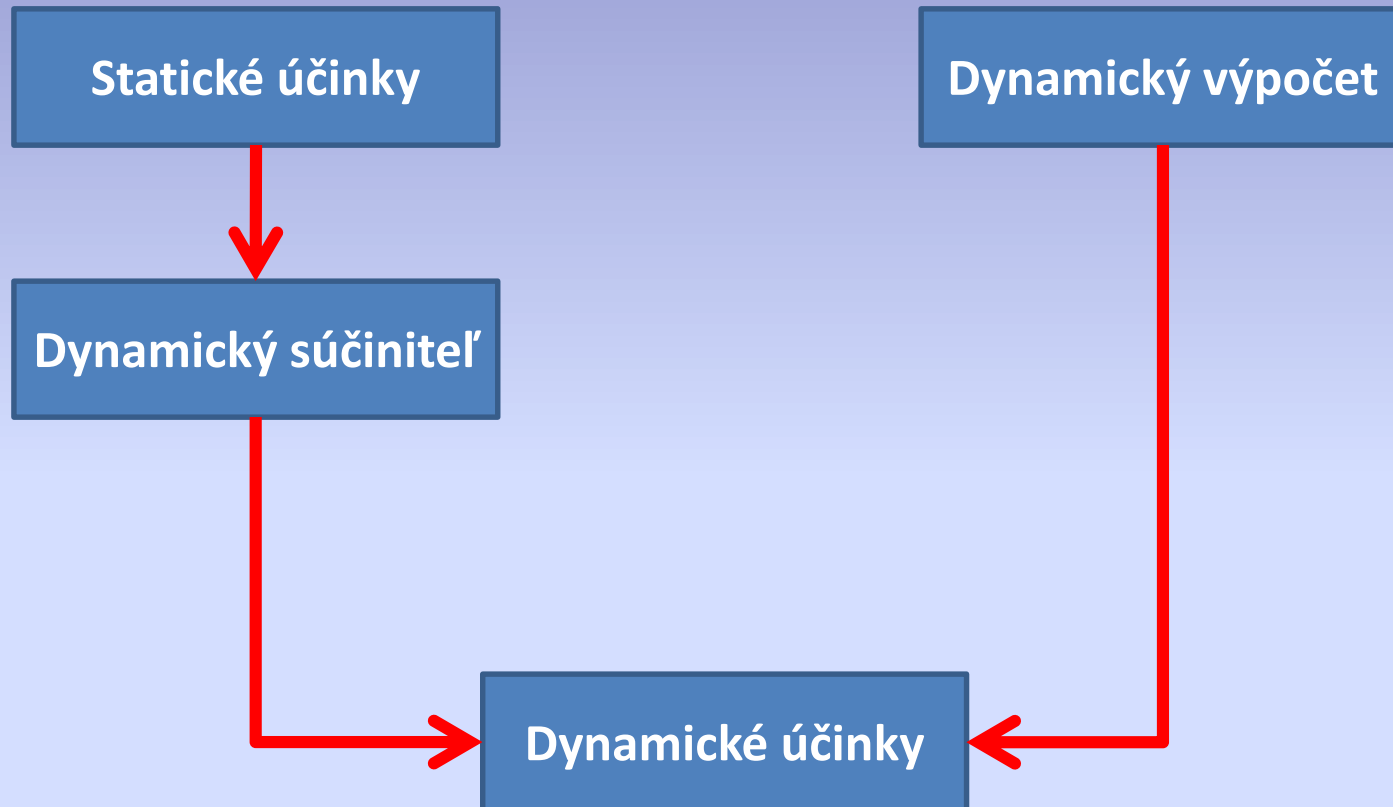 Statické účinky
Dynamický výpočet
Dynamický súčiniteľ
Dynamické účinky